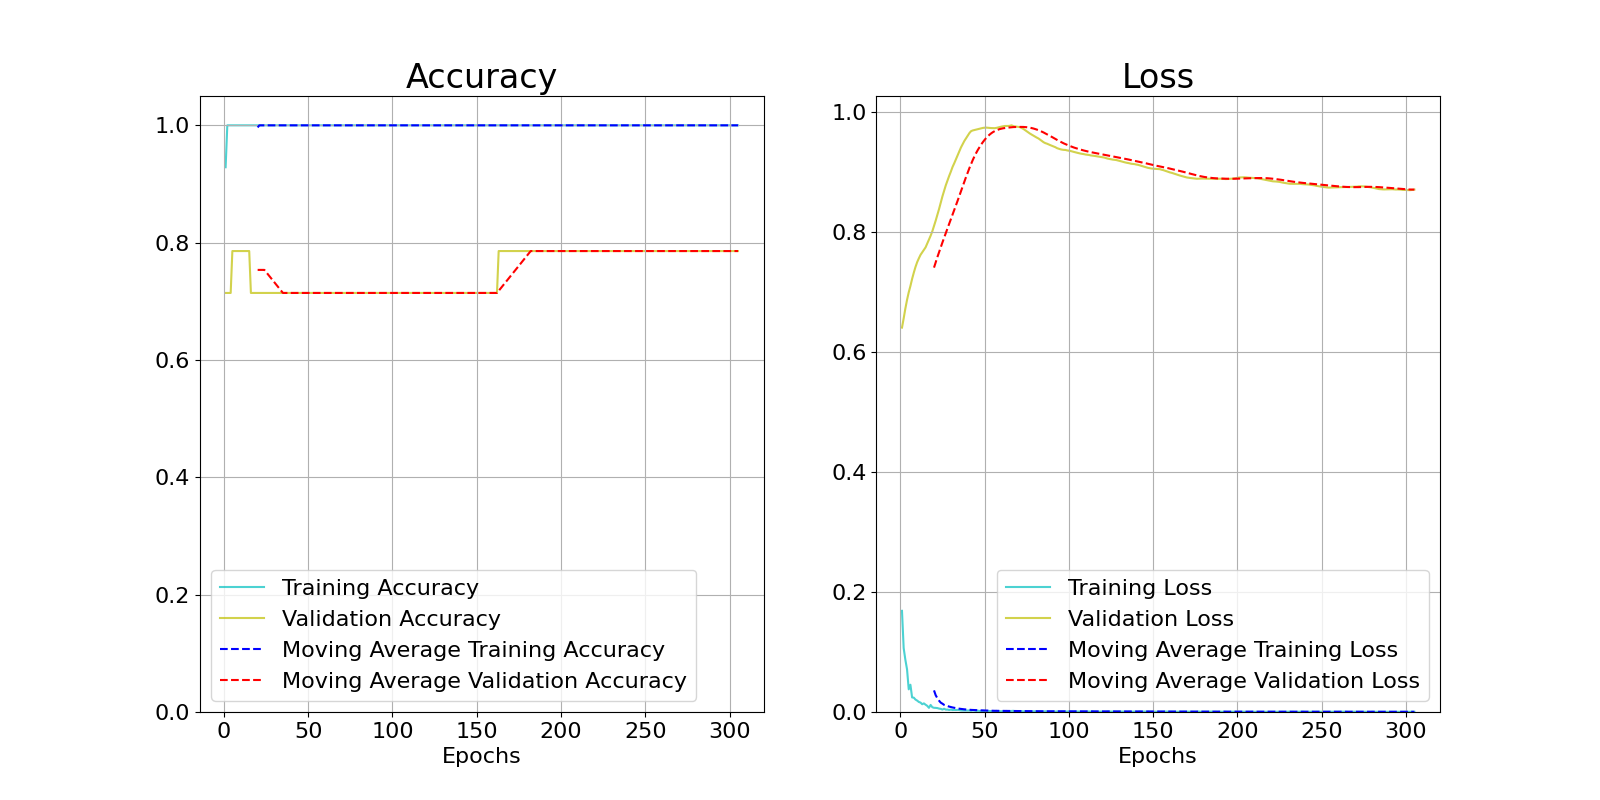 Accuracy
1.0
0.8
0.6
0.4
0.2
0.0
0 50 100 150 200 250 300
Epochs
Training Accuracy
Validation Accuracy
Moving Average Training Accuracy
Moving Average Validation Accuracy
Loss
1.0
0.8
0.6
0.4
0.2
0.0
0 50 100 150 200 250 300
Epochs
Training Loss
Validation Loss
Moving Average Training Loss
Moving Average Validation Loss